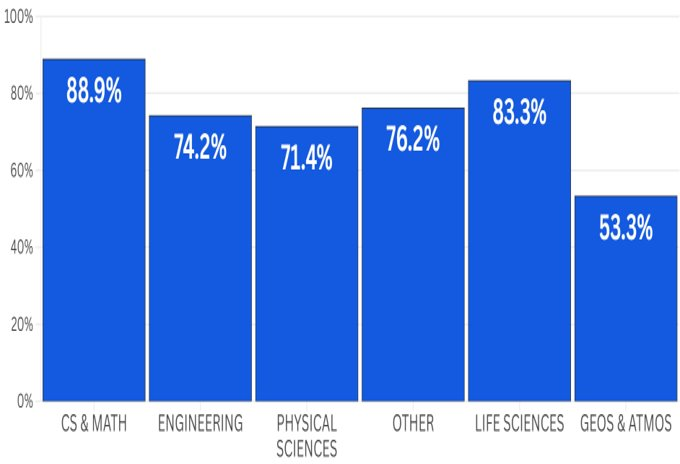 100%
80%
60%
40%
20%
0%
88.9%
74.2%
71.4%
76.2%
83.3%
53.3%
CS & MATH
ENGINEERING
PHYSICAL
SCIENCES
OTHER
LIFE SCIENCES
GEOS & ATMOS